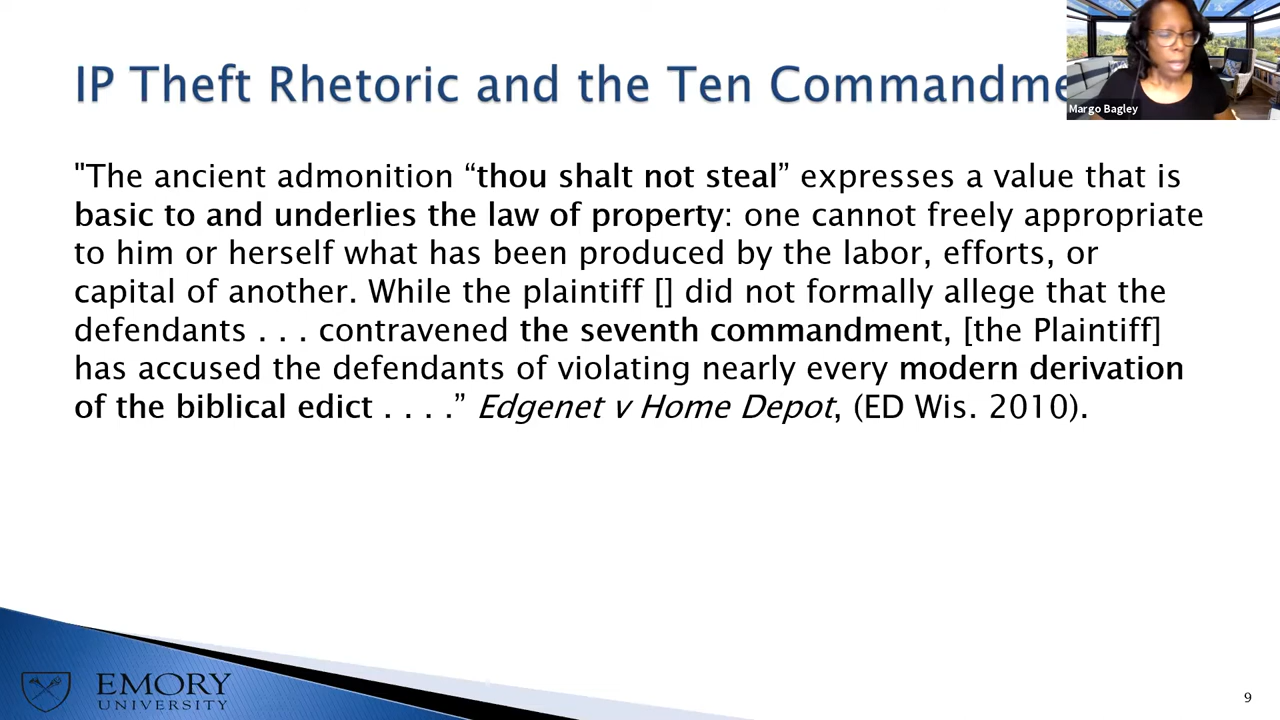 IP Theft Rhetoric and the Ten Commandme
Margo Bagley
"The ancient admonition “thou shalt not steal” expresses a value that is
basic to and underlies the law of property: one cannot freely appropriate
to him or herself what has been produced by the labor, efforts, or
capital of another. While the plaintiff [] did not formally allege that the
defendants . . . contravened the seventh commandment, [the Plaintiff]
has accused the defendants of violating nearly every modern derivation
of the biblical edict . . . .” Edgenet v Home Depot, (ED Wis. 2010).
EMORY
UNIVERSITY
9